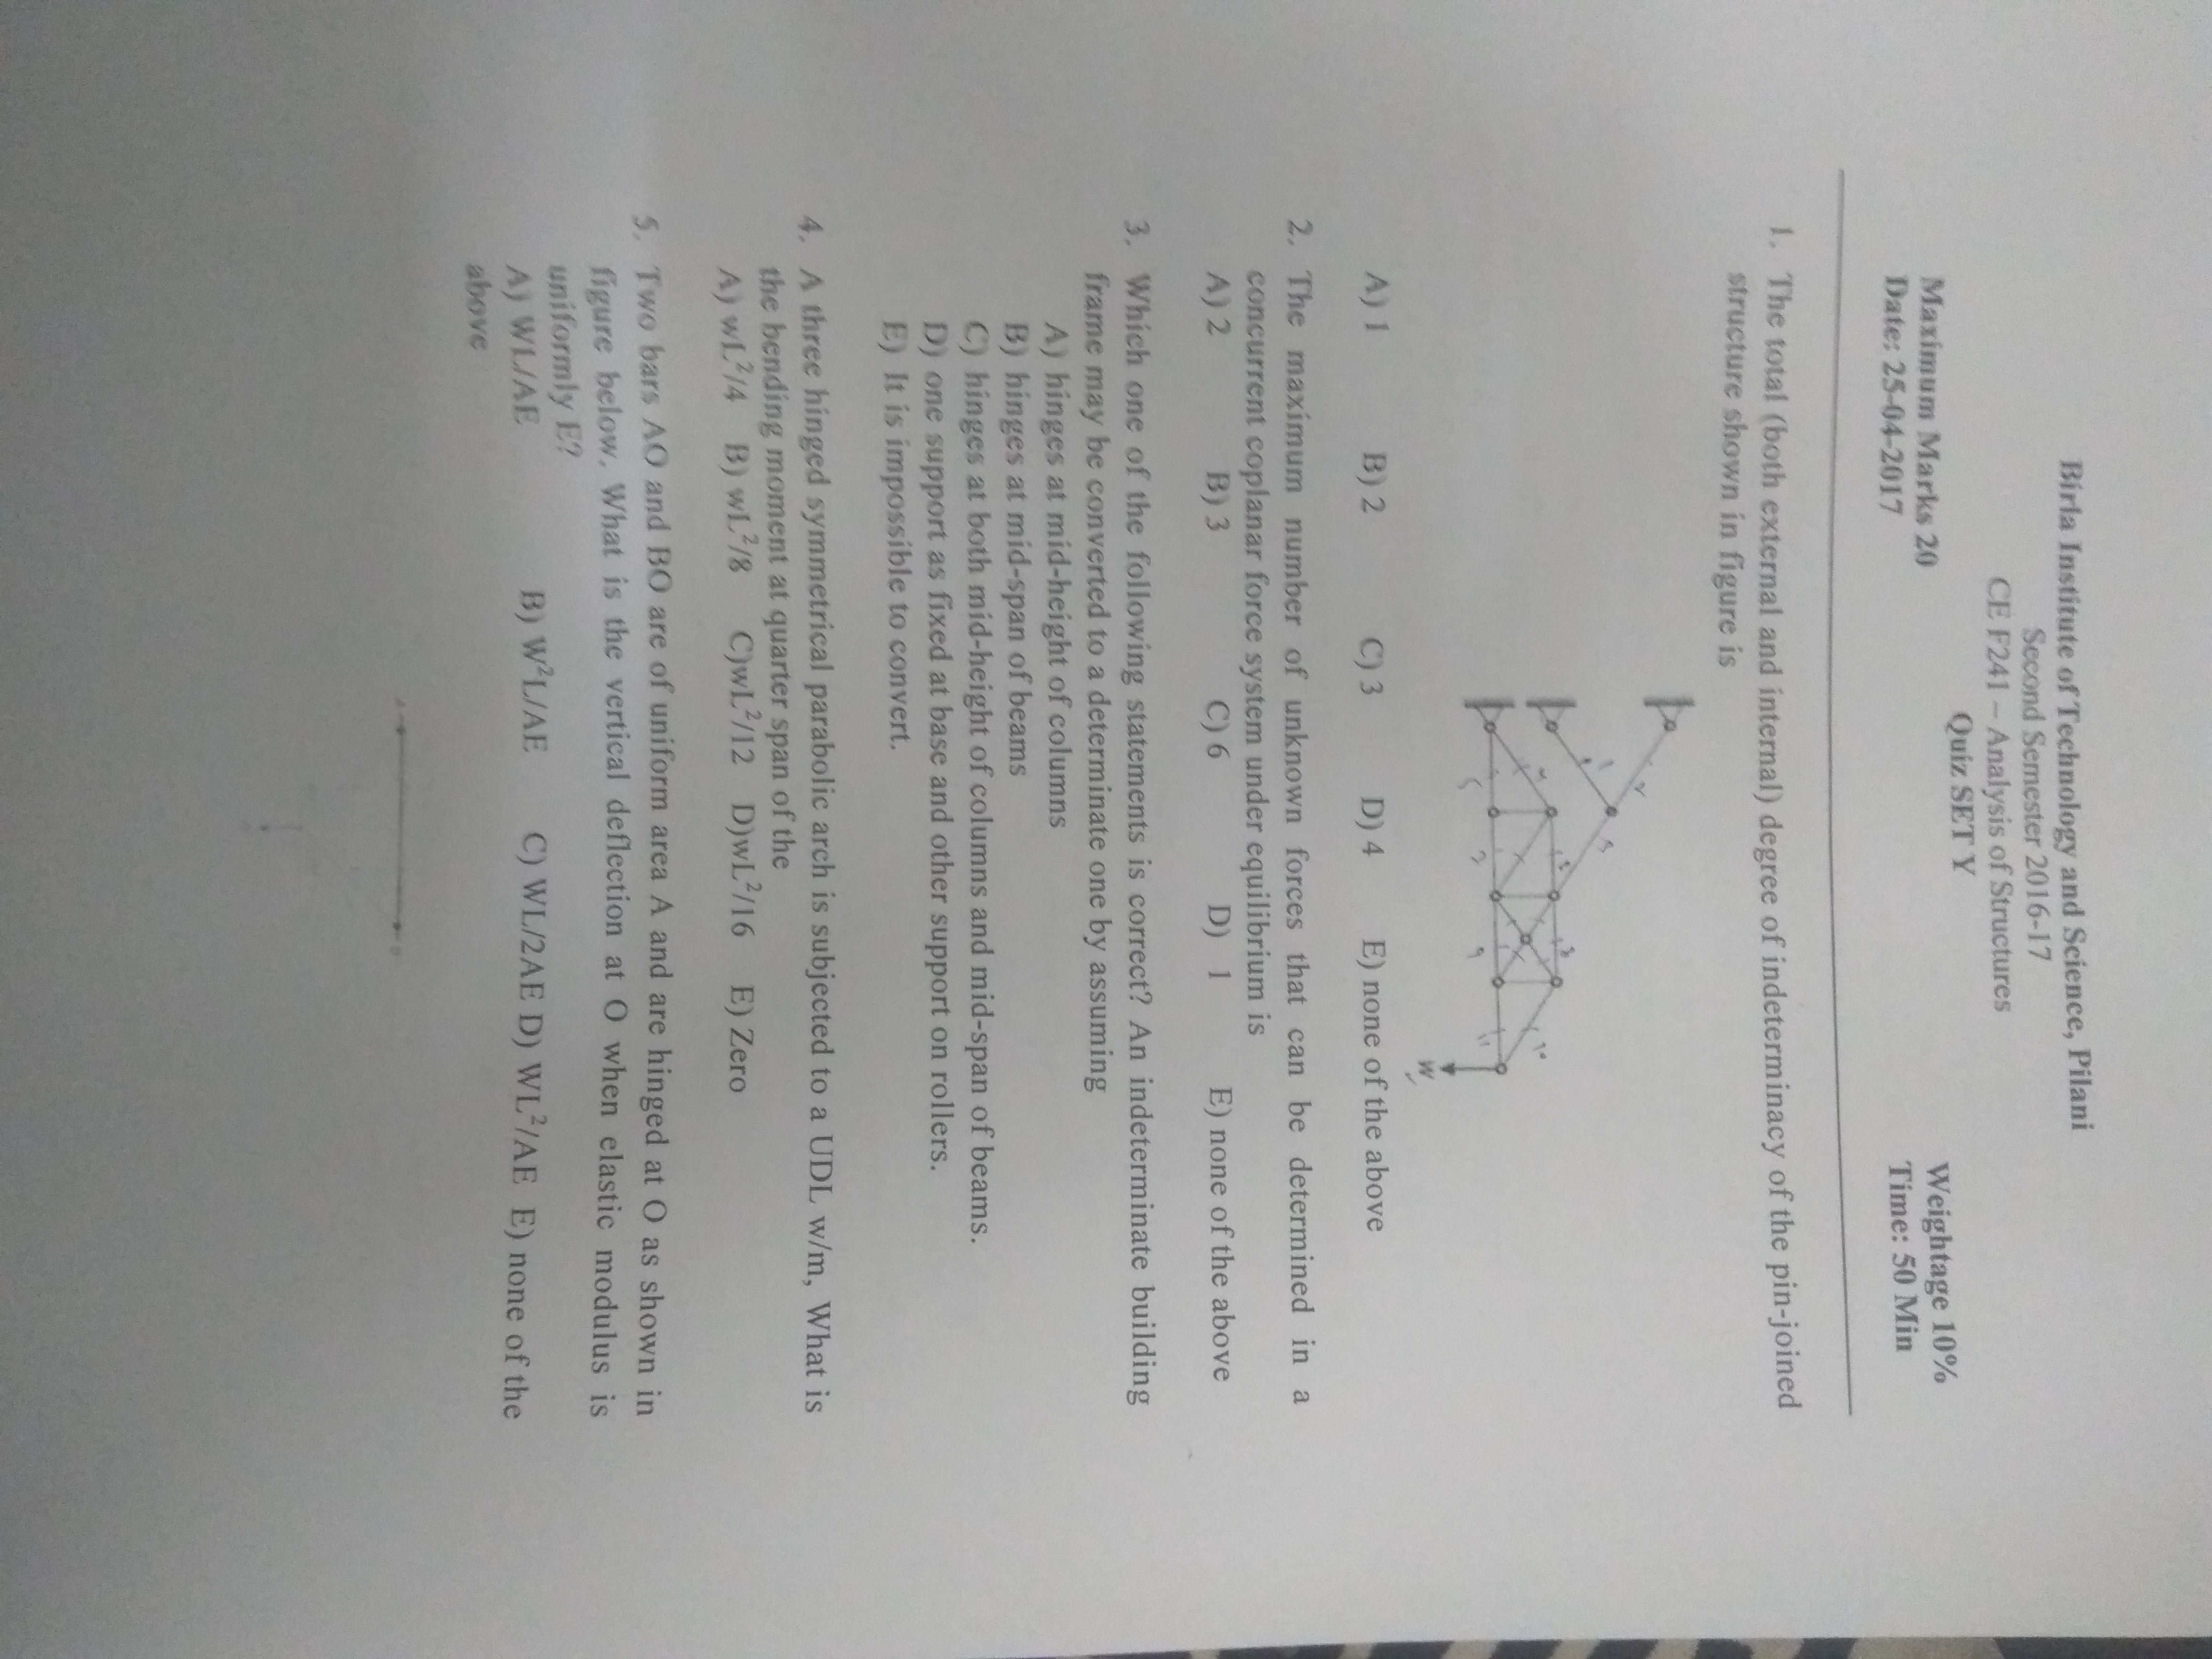 Birla Institute of Technology and Science, Pilani
Second Semester 2016-17
CE F241 – Analysis of Structures
Quiz SET Y
Maximum Marks 20 Weightage 10%
Date: 25-04-2017 Time: 50 Min
1. The total (both external and internal) degree of indeterminacy of the pin-joined
structure shown in figure is
W
A) 1 B) 2 C) 3 D) 4 E) none of the above
2. The maximum number of unknown forces that can be determined in a
concurrent coplanar force system under equilibrium is
A) 2 B) 3 C) 6 D) 1 E) none of the above
3. Which one of the following statements is correct? An indeterminate building
frame may be converted to a determinate one by assuming
A) hinges at mid-height of columns
B) hinges at mid-span of beams
C) hinges at both mid-height of columns and mid-span of beams.
D) one support as fixed at base and other support on rollers.
E) It is impossible to convert.
4. A three hinged symmetrical parabolic arch is subjected to a UDL w/m, What is
the bending moment at quarter span of the
A) wL²/4 B) wL²/8 C)wL²/12 D)wL²/16 E) Zero
5. Two bars AO and BO are of uniform area A and are hinged at O as shown in
figure below. What is the vertical deflection at O when elastic modulus is
uniformly E?
A) WL/AE B) W²L/AE C) WL/2AE D) WL²/AE E) none of the
above